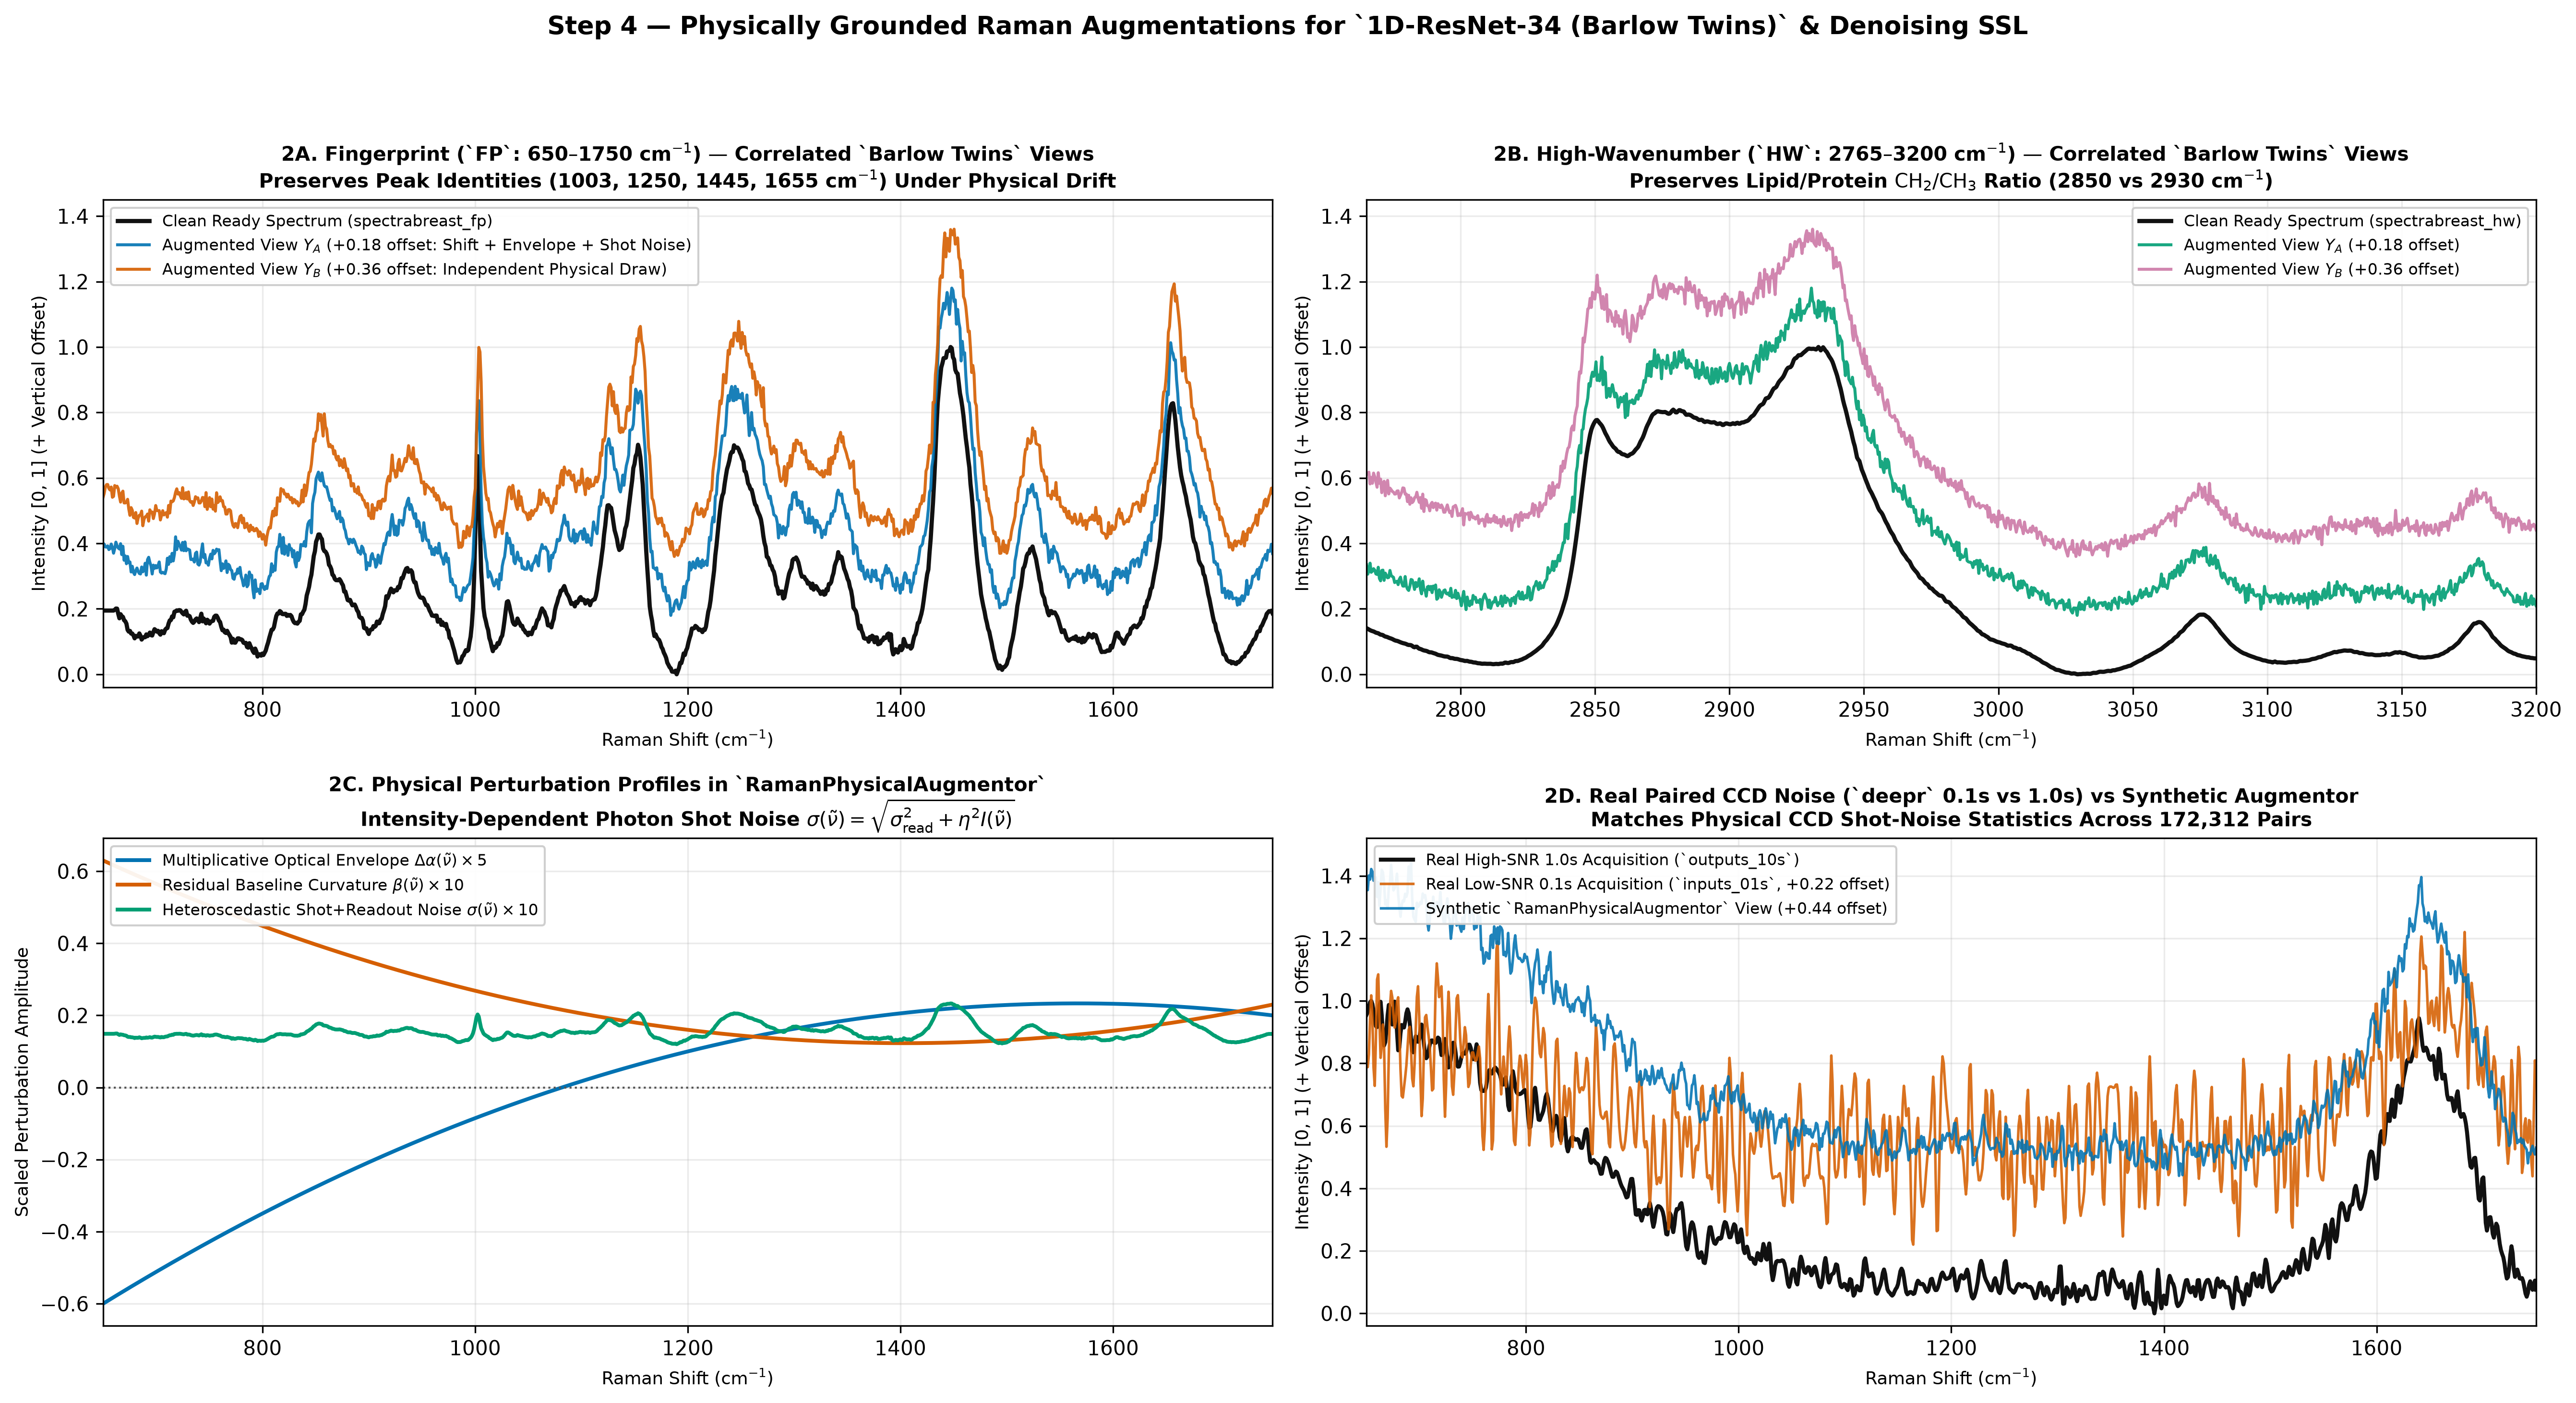 Step 4 — Physically Grounded Raman Augmentations for `1D-ResNet-34 (Barlow Twins)` & Denoising SSL
2A. Fingerprint (`FP`: 650–1750 cm⁻¹) — Correlated `Barlow Twins` Views
Preserves Peak Identities (1003, 1250, 1445, 1655 cm⁻¹) Under Physical Drift
Clean Ready Spectrum (spectrabreast_fp)
Augmented View Y_A (+0.18 offset: Shift + Envelope + Shot Noise)
Augmented View Y_B (+0.36 offset: Independent Physical Draw)
Intensity [0, 1] (+ Vertical Offset)
1.4
1.2
1.0
0.8
0.6
0.4
0.2
0.0
800 1000 1200 1400 1600
Raman Shift (cm⁻¹)
2B. High-Wavenumber (`HW`: 2765–3200 cm⁻¹) — Correlated `Barlow Twins` Views
Preserves Lipid/Protein CH₂/CH₃ Ratio (2850 vs 2930 cm⁻¹)
Clean Ready Spectrum (spectrabreast_hw)
Augmented View Y_A (+0.18 offset)
Augmented View Y_B (+0.36 offset)
Intensity [0, 1] (+ Vertical Offset)
1.4
1.2
1.0
0.8
0.6
0.4
0.2
0.0
2800 2850 2900 2950 3000 3050 3100 3150 3200
Raman Shift (cm⁻¹)
2C. Physical Perturbation Profiles in `RamanPhysicalAugmentor`
Intensity-Dependent Photon Shot Noise σ(ν̃) = √(σ²_read + η²I(ν̃))
Multiplicative Optical Envelope Δα(ν̃) × 5
Residual Baseline Curvature β(ν̃) × 10
Heteroscedastic Shot+Readout Noise σ(ν̃) × 10
Scaled Perturbation Amplitude
0.6
0.4
0.2
0.0
−0.2
−0.4
−0.6
800 1000 1200 1400 1600
Raman Shift (cm⁻¹)
2D. Real Paired CCD Noise (`deepr` 0.1s vs 1.0s) vs Synthetic Augmentor
Matches Physical CCD Shot-Noise Statistics Across 172,312 Pairs
Real High-SNR 1.0s Acquisition (`outputs_10s`)
Real Low-SNR 0.1s Acquisition (`inputs_01s`, +0.22 offset)
Synthetic `RamanPhysicalAugmentor` View (+0.44 offset)
Intensity [0, 1] (+ Vertical Offset)
1.4
1.2
1.0
0.8
0.6
0.4
0.2
0.0
800 1000 1200 1400 1600
Raman Shift (cm⁻¹)